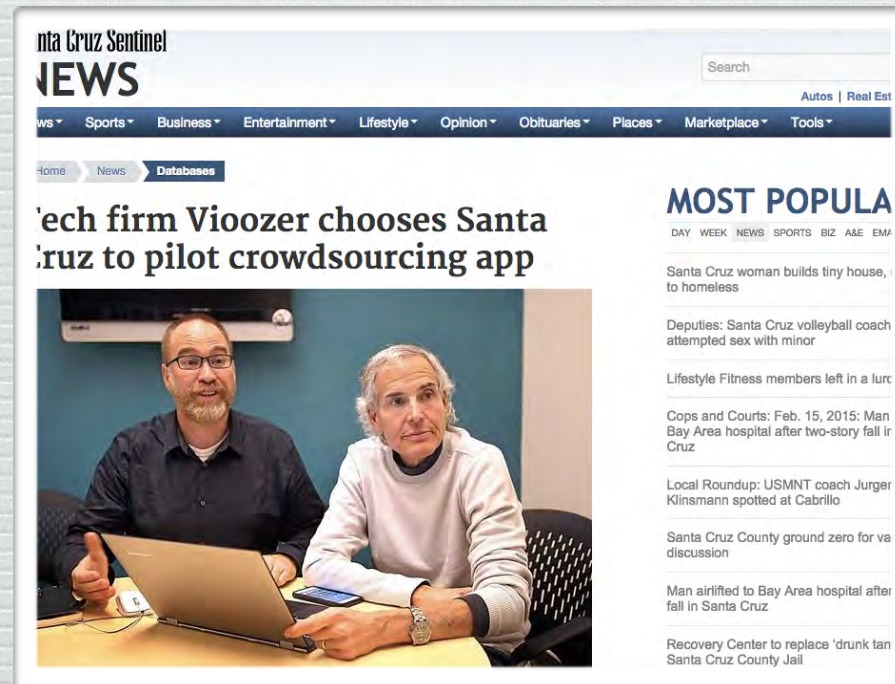 nta Cruz Sentinel
NEWS
Search
Autos | Real Est
ws Sports Business Entertainment Lifestyle Opinion Obituaries Places Marketplace Tools
Home News Databases
Tech firm Vioozer chooses Santa
Cruz to pilot crowdsourcing app
MOST POPULA
DAY WEEK NEWS SPORTS BIZ A&E EMA
Santa Cruz woman builds tiny house,
to homeless
Deputies: Santa Cruz volleyball coach
attempted sex with minor
Lifestyle Fitness members left in a lurc
Cops and Courts: Feb. 15, 2015: Man
Bay Area hospital after two-story fall in
Cruz
Local Roundup: USMNT coach Jurgen
Klinsmann spotted at Cabrillo
Santa Cruz County ground zero for va
discussion
Man airlifted to Bay Area hospital after
fall in Santa Cruz
Recovery Center to replace 'drunk tan
Santa Cruz County Jail